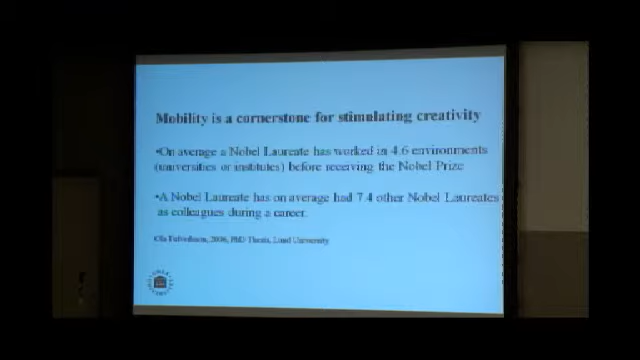 Mobility is a cornerstone for stimulating creativity
•On average a Nobel Laureate has worked in 4.6 environments
(universities or institutes) before receiving the Nobel Prize
•A Nobel Laureate has on average had 7.4 other Nobel Laureates
as colleagues during a career.
2006, PhD Thesis, Lund University